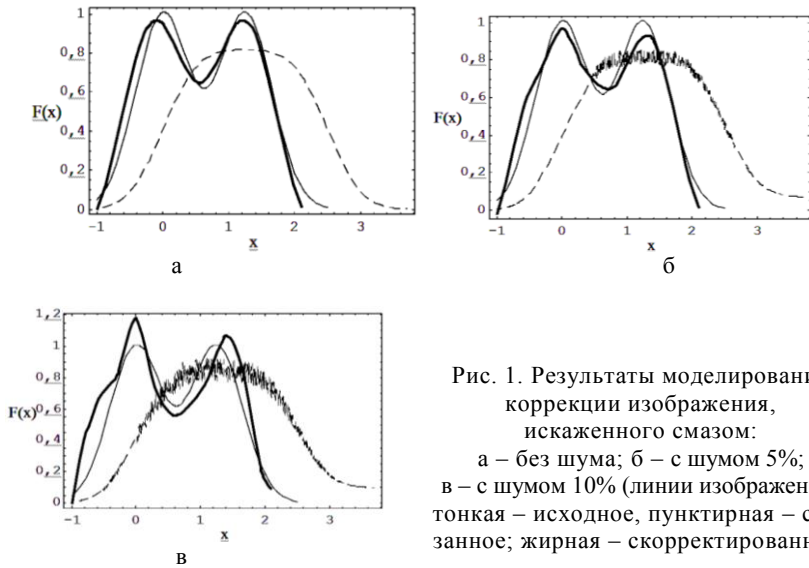 1
0,8
0,6
0,4
0,2
0
F(x)
-1
0
1
2
3
x
а
1
0,8
0,6
0,4
0,2
0
F(x)
-1
0
1
2
3
x
б
1,2
1
0,8
0,6
0,4
0,2
0
F(x)
-1
0
1
2
3
x
в
Рис. 1. Результаты моделировани
коррекции изображения,
искаженного смазом:
а – без шума; б – с шумом 5%;
в – с шумом 10% (линии изображен
тонкая – исходное, пунктирная – с
занное; жирная – скорректирован